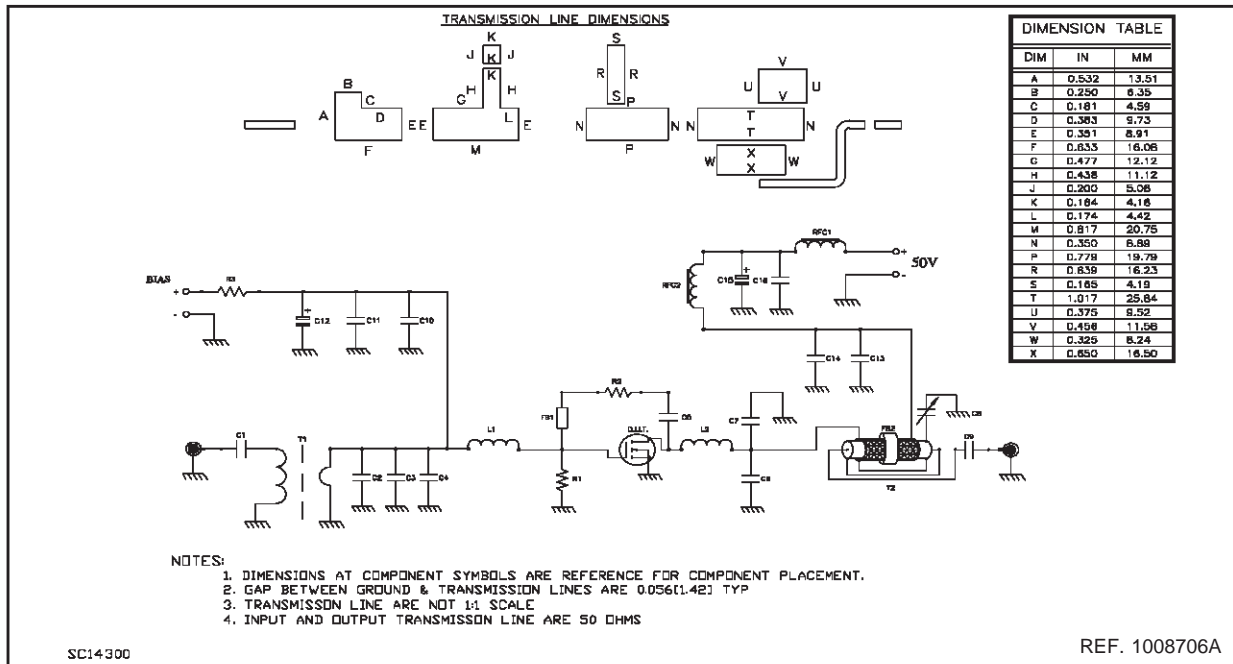 TRANSMISSION LINE DIMENSIONS
K
J K J
K
H H
G L
E E
M
B
C
A D E
F
S
R R
S
P
N N
P
V
U U
V
T
N N
T
X
W W
X
DIMENSION TABLE
DIM IN MM
A 0.532 13.51
B 0.250 6.35
C 0.181 4.59
D 0.383 9.73
E 0.351 8.91
F 0.633 16.08
G 0.477 12.12
H 0.438 11.12
J 0.200 5.08
K 0.164 4.16
L 0.174 4.42
M 0.817 20.75
N 0.350 8.89
P 0.779 19.79
R 0.639 16.23
S 0.165 4.19
T 1.017 25.84
U 0.375 9.52
V 0.456 11.58
W 0.325 8.24
X 0.650 16.50
RFC1
+
50V
-
RFC2
+
C15 C16
BIAS
+
R3
-
+
C12 C11 C10
C14 C13
R2
FB1
C5
C7
C8
C1 T1 L1 D.U.T. L2 FB2 C9
C2 C3 C4
R1
T2
NOTES:
1. DIMENSIONS AT COMPONENT SYMBOLS ARE REFERENCE FOR COMPONENT PLACEMENT.
2. GAP BETWEEN GROUND & TRANSMISSION LINES ARE 0.056[1.42] TYP
3. TRANSMISSON LINE ARE NOT 1:1 SCALE
4. INPUT AND OUTPUT TRANSMISSON LINE ARE 50 OHMS
SC14300
REF. 1008706A